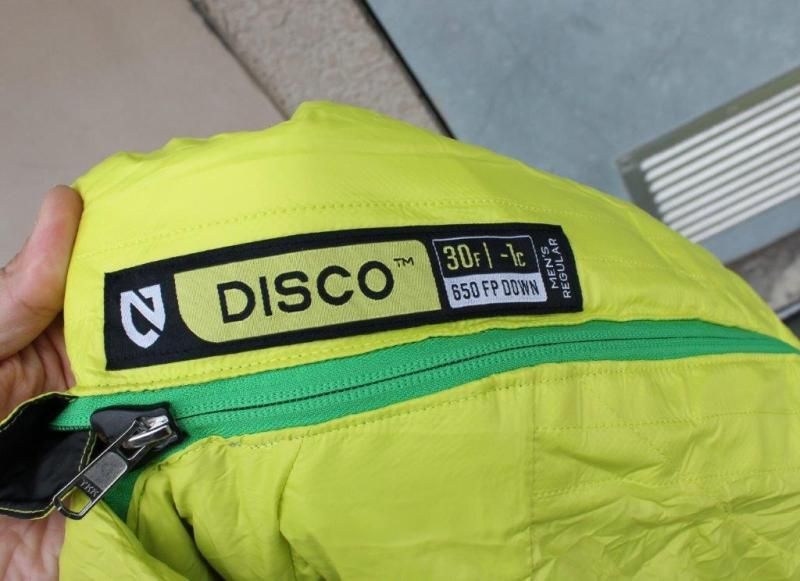 DISCO™
30F | -1C
650 FP DOWN
MEN'S
REGULAR
YKK